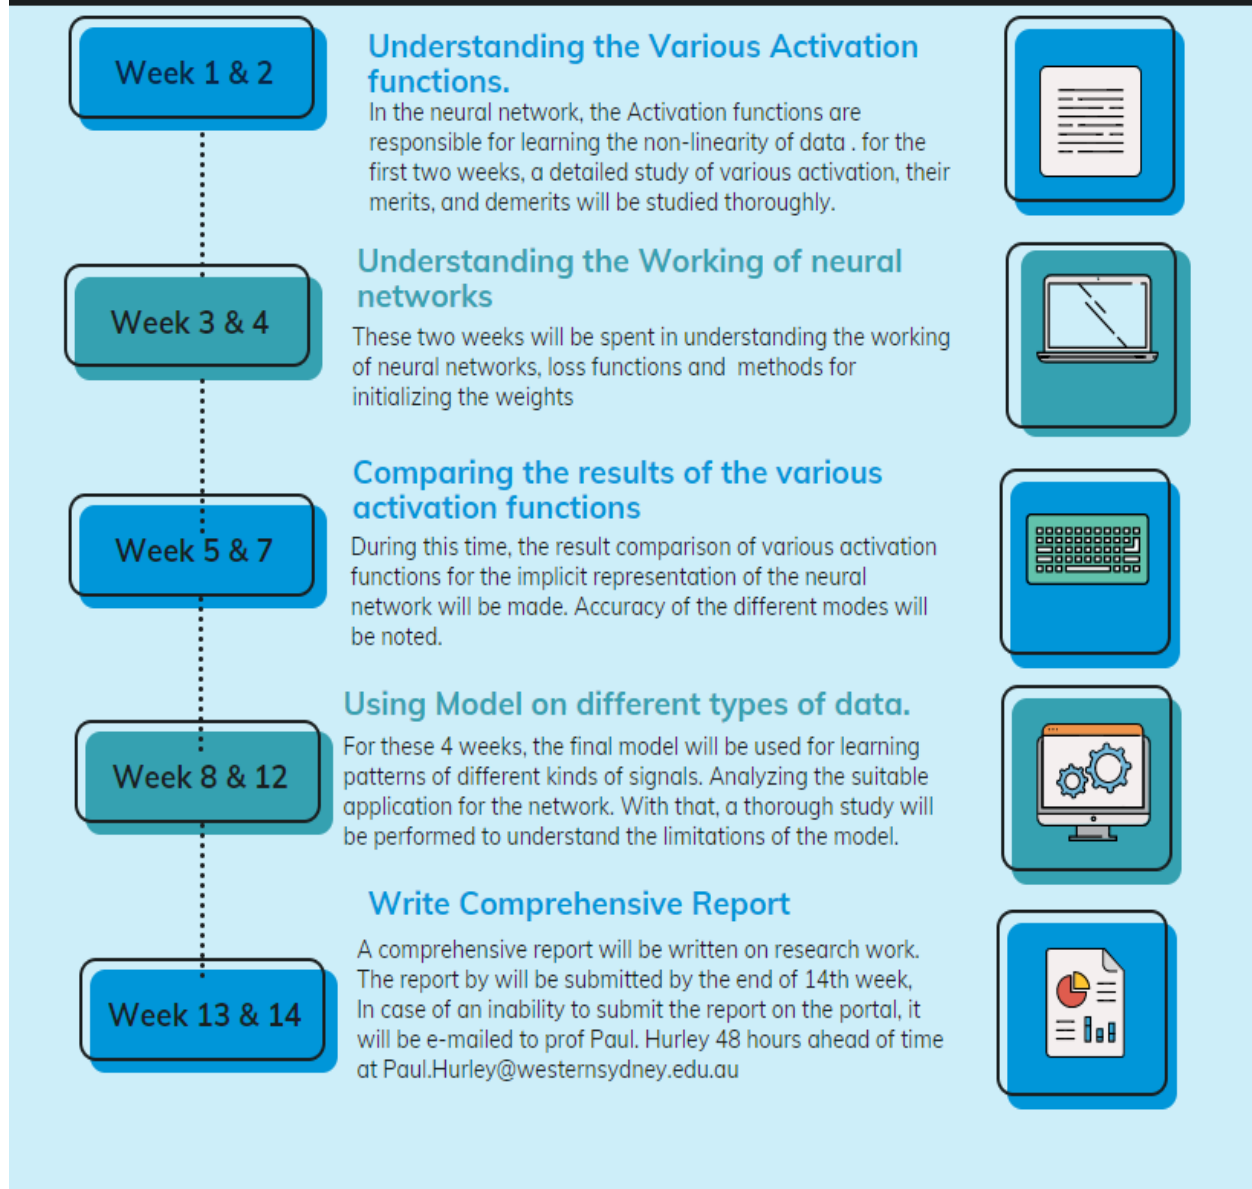 Week 1 & 2
Understanding the Various Activation
functions.
In the neural network, the Activation functions are
responsible for learning the non-linearity of data . for the
first two weeks, a detailed study of various activation, their
merits, and demerits will be studied thoroughly.
Week 3 & 4
Understanding the Working of neural
networks
These two weeks will be spent in understanding the working
of neural networks, loss functions and  methods for
initializing the weights
Week 5 & 7
Comparing the results of the various
activation functions
During this time, the result comparison of various activation
functions for the implicit representation of the neural
network will be made. Accuracy of the different modes will
be noted.
Week 8 & 12
Using Model on different types of data.
For these 4 weeks, the final model will be used for learning
patterns of different kinds of signals. Analyzing the suitable
application for the network. With that, a thorough study will
be performed to understand the limitations of the model.
Week 13 & 14
Write Comprehensive Report
A comprehensive report will be written on research work.
The report by will be submitted by the end of 14th week,
In case of an inability to submit the report on the portal, it
will be e-mailed to prof Paul. Hurley 48 hours ahead of time
at Paul.Hurley@westernsydney.edu.au